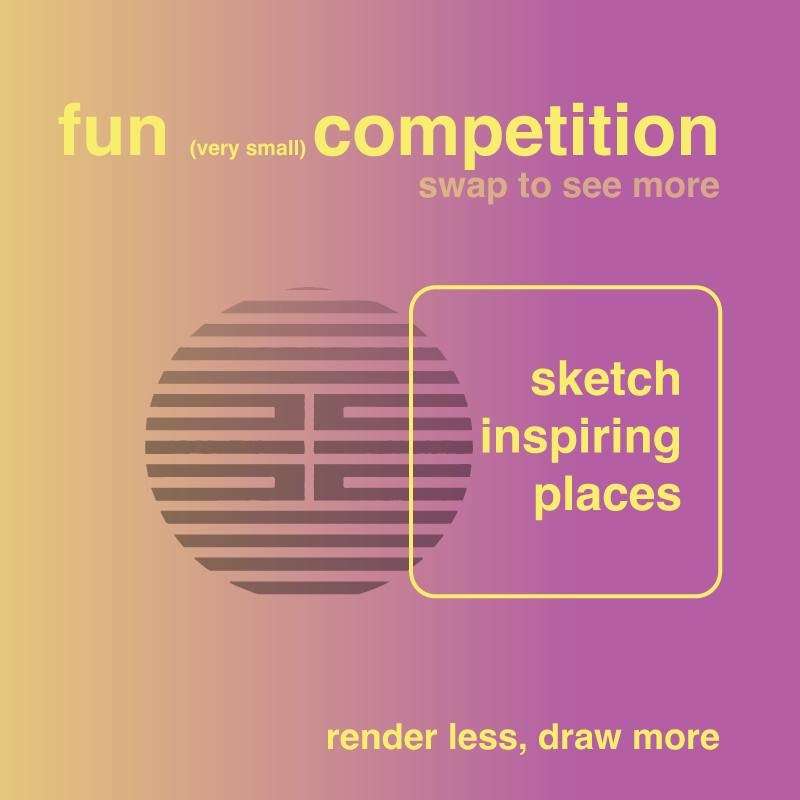 fun (very small) competition
swap to see more
sketch
inspiring
places
render less, draw more